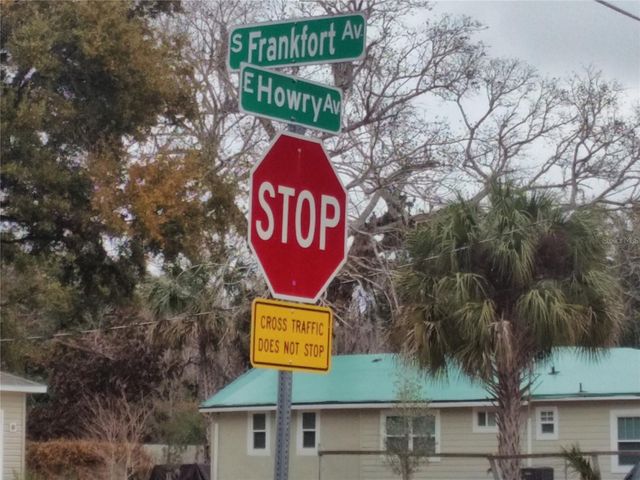 S Frankfort Av
E Howry Av
STOP
CROSS TRAFFIC
DOES NOT STOP